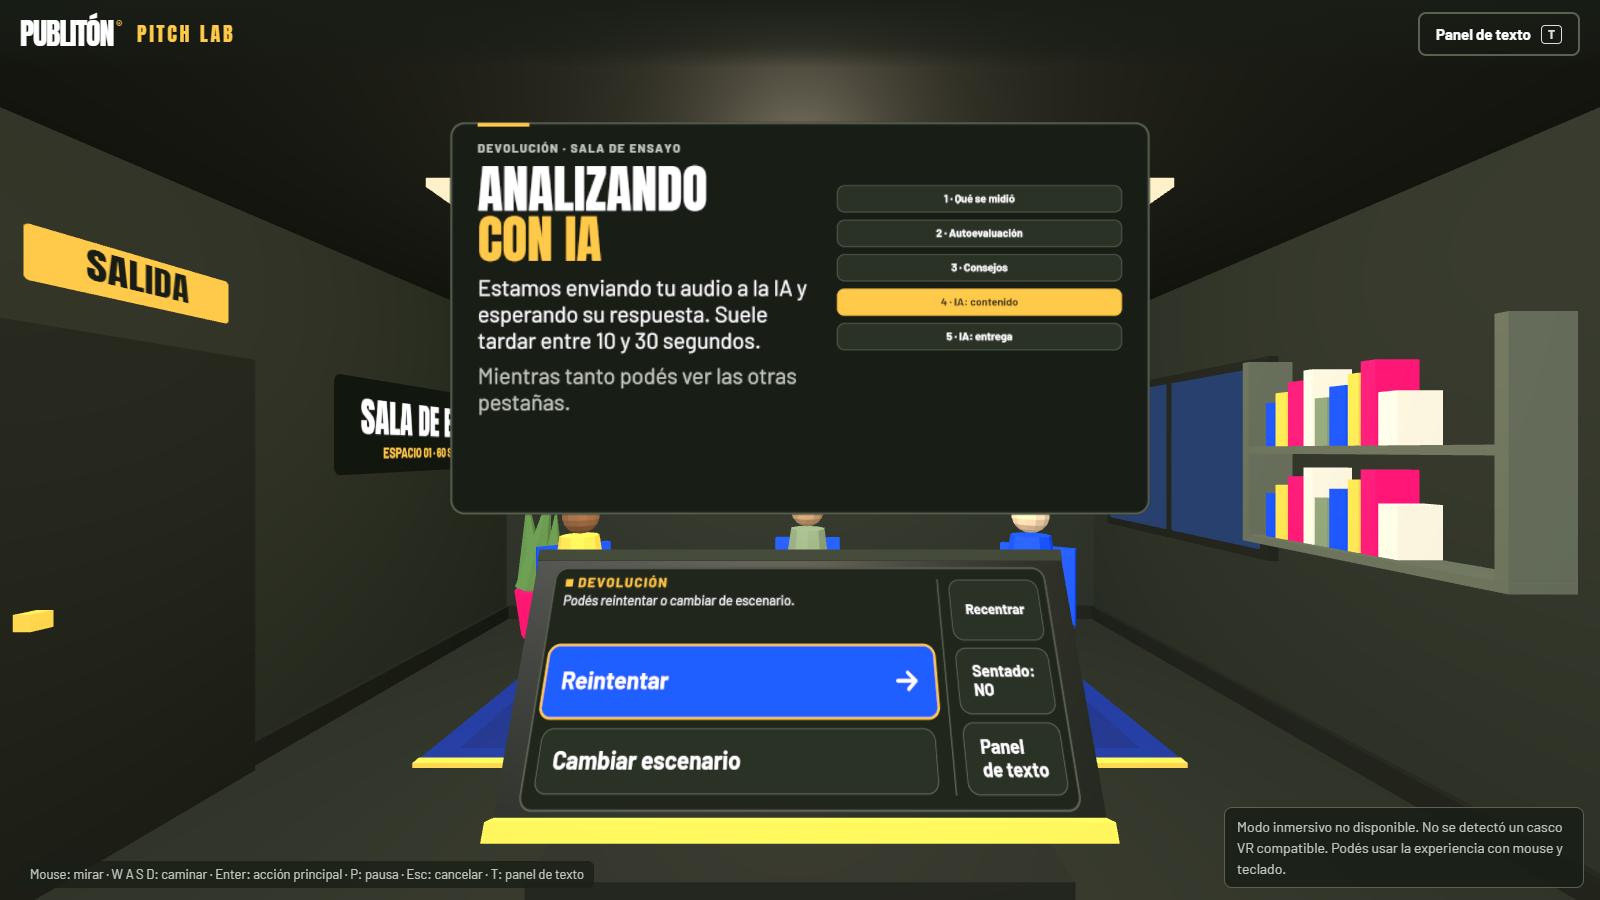 PUBLITÓN PITCH LAB
Panel de texto T
SALIDA
SALA DE E
ESPACIO 01 · 60 S
DEVOLUCIÓN · SALA DE ENSAYO
ANALIZANDO
CON IA
Estamos enviando tu audio a la IA y
esperando su respuesta. Suele
tardar entre 10 y 30 segundos.
Mientras tanto podés ver las otras
pestañas.
1 · Qué se midió
2 · Autoevaluación
3 · Consejos
4 · IA: contenido
5 · IA: entrega
DEVOLUCIÓN
Podés reintentar o cambiar de escenario.
Reintentar →
Cambiar escenario
Recentrar
Sentado:
NO
Panel
de texto
Mouse: mirar · W A S D: caminar · Enter: acción principal · P: pausa · Esc: cancelar · T: panel de texto
Modo inmersivo no disponible. No se detectó un casco
VR compatible. Podés usar la experiencia con mouse y
teclado.